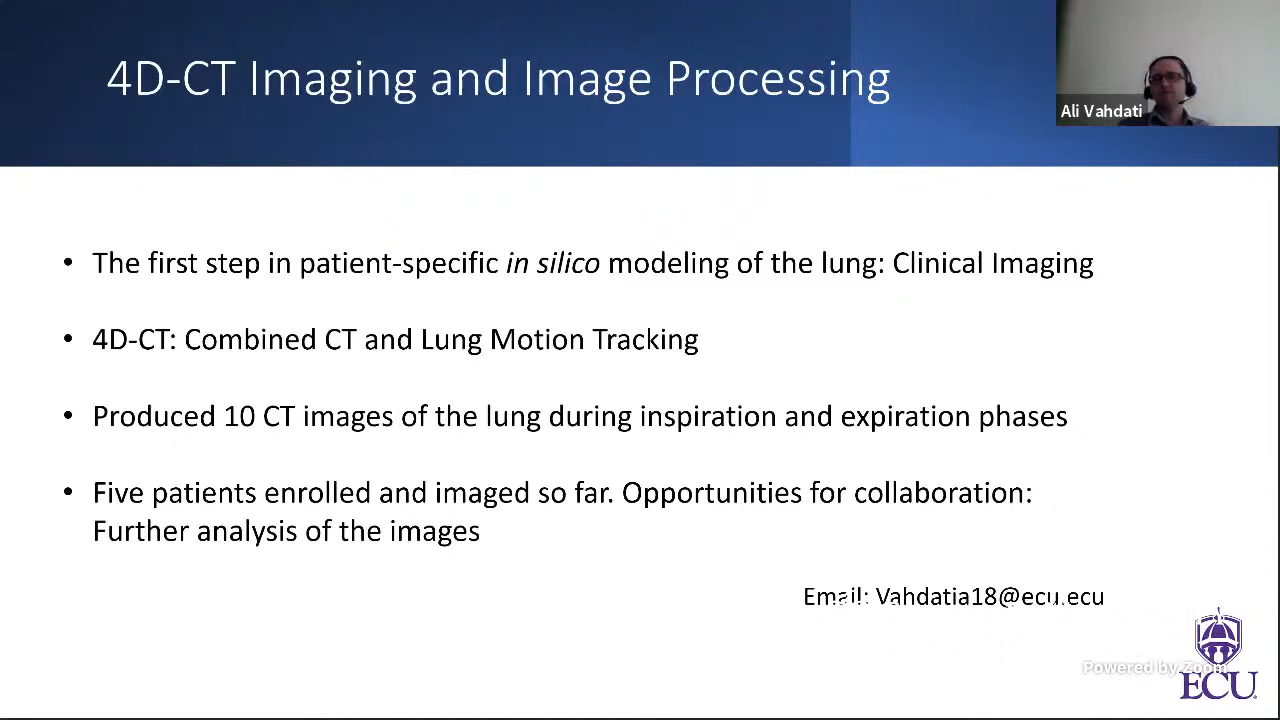 4D-CT Imaging and Image Processing
Ali Vahdati
• The first step in patient-specific in silico modeling of the lung: Clinical Imaging
• 4D-CT: Combined CT and Lung Motion Tracking
• Produced 10 CT images of the lung during inspiration and expiration phases
• Five patients enrolled and imaged so far. Opportunities for collaboration:
Further analysis of the images
Email: Vahdatia18@ecu.ecu
Powered by Zoom
ECU